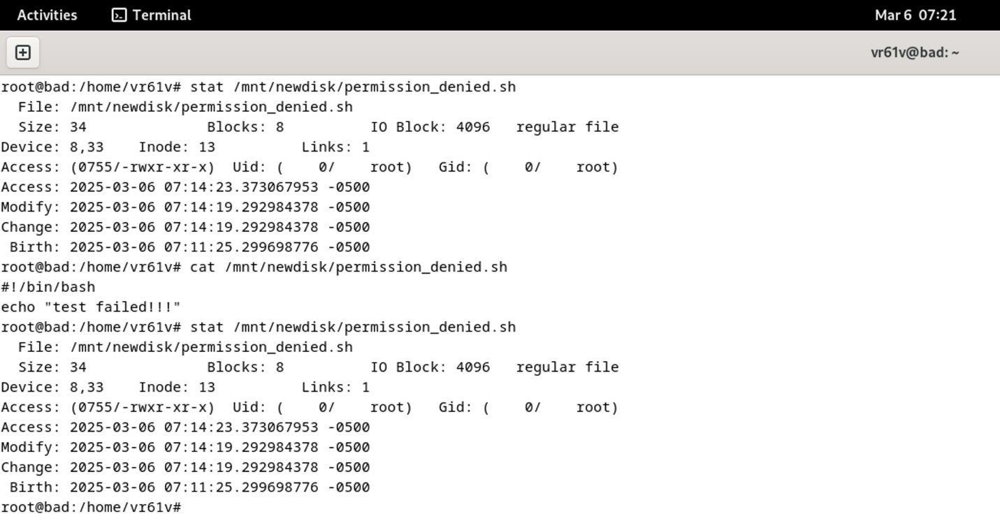 Activities Terminal Mar 6 07:21
vr61v@bad: ~
root@bad:/home/vr61v# stat /mnt/newdisk/permission_denied.sh
  File: /mnt/newdisk/permission_denied.sh
  Size: 34              Blocks: 8          IO Block: 4096   regular file
Device: 8,33    Inode: 13          Links: 1
Access: (0755/-rwxr-xr-x)  Uid: (    0/    root)   Gid: (    0/    root)
Access: 2025-03-06 07:14:23.373067953 -0500
Modify: 2025-03-06 07:14:19.292984378 -0500
Change: 2025-03-06 07:14:19.292984378 -0500
 Birth: 2025-03-06 07:11:25.299698776 -0500
root@bad:/home/vr61v# cat /mnt/newdisk/permission_denied.sh
#!/bin/bash
echo "test failed!!!"
root@bad:/home/vr61v# stat /mnt/newdisk/permission_denied.sh
  File: /mnt/newdisk/permission_denied.sh
  Size: 34              Blocks: 8          IO Block: 4096   regular file
Device: 8,33    Inode: 13          Links: 1
Access: (0755/-rwxr-xr-x)  Uid: (    0/    root)   Gid: (    0/    root)
Access: 2025-03-06 07:14:23.373067953 -0500
Modify: 2025-03-06 07:14:19.292984378 -0500
Change: 2025-03-06 07:14:19.292984378 -0500
 Birth: 2025-03-06 07:11:25.299698776 -0500
root@bad:/home/vr61v#